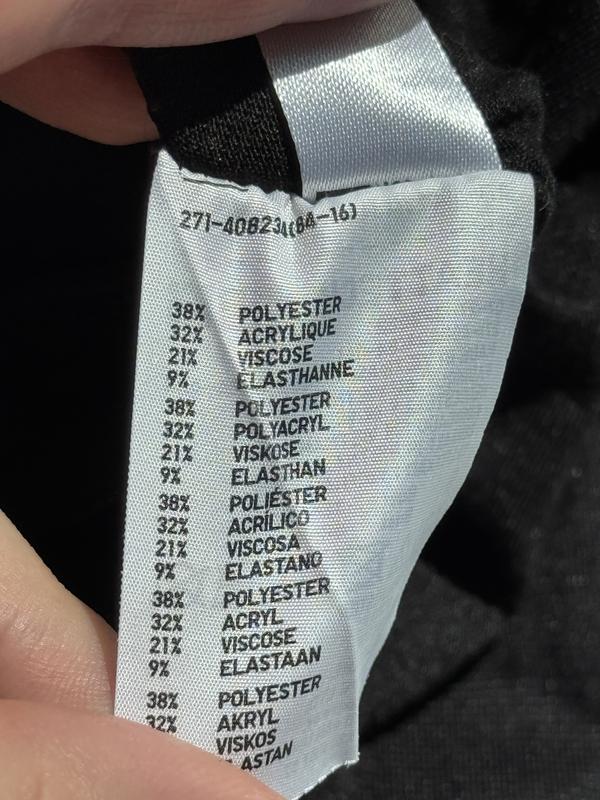 271-408234(84-16)
38% POLYESTER
32% ACRYLIQUE
21% VISCOSE
9% ELASTHANNE
38% POLYESTER
32% POLYACRYL
21% VISKOSE
9% ELASTHAN
38% POLIÉSTER
32% ACRÍLICO
21% VISCOSA
9% ELASTANO
38% POLYESTER
32% ACRYL
21% VISCOSE
9% ELASTAAN
38% POLYESTER
32% AKRYL
VISKOS